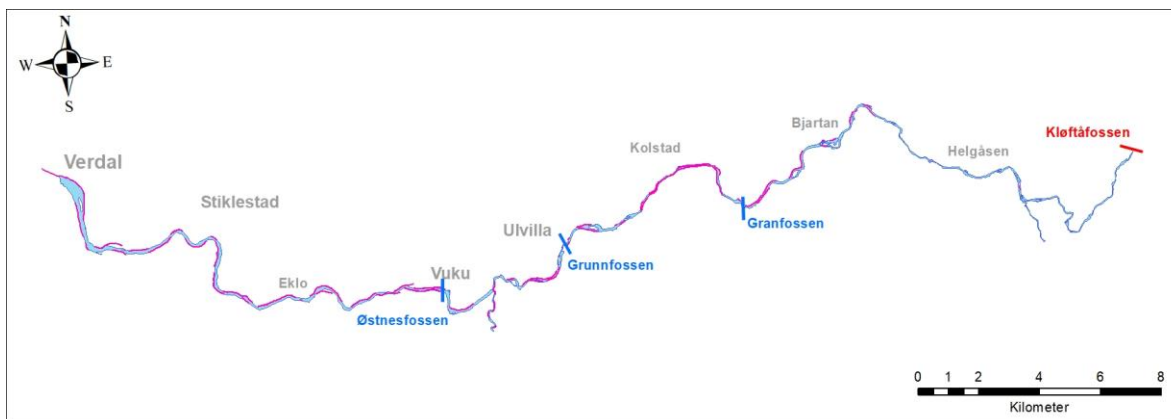 N
W E
S
Verdal
Stiklestad
Eklo
Vuku
Østnesfossen
Ulvilla
Grunnfossen
Kolstad
Granfossen
Bjartan
Helgåsen
Kløftåfossen
0 1 2 4 6 8
Kilometer